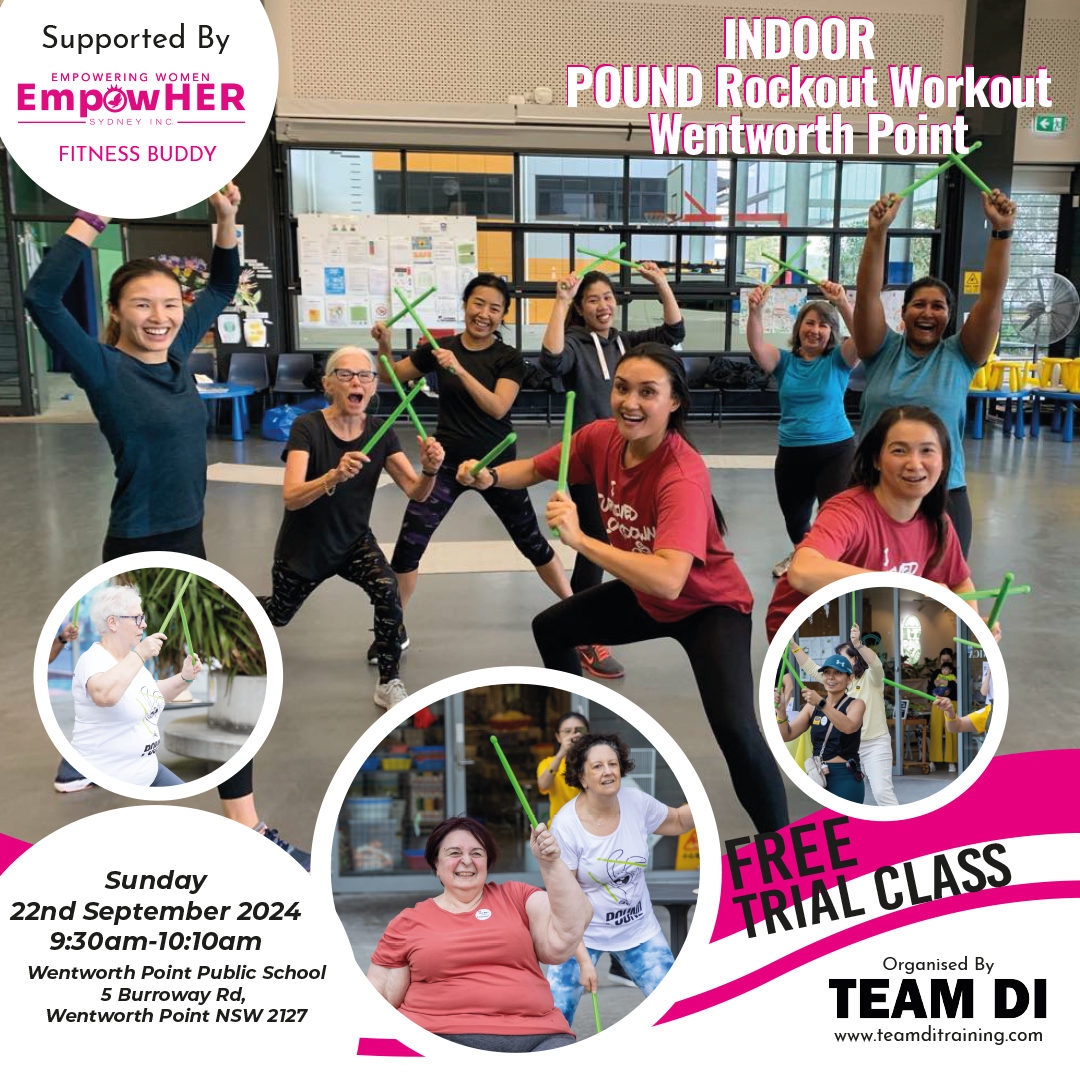 Supported By
EMPOWERING WOMEN
EmpowHER
SYDNEY INC
FITNESS BUDDY
INDOOR
POUND Rockout Workout
Wentworth Point
POUND
POUND
FREE
TRIAL CLASS
Sunday
22nd September 2024
9:30am-10:10am
Wentworth Point Public School
5 Burroway Rd,
Wentworth Point NSW 2127
Organised By
TEAM DI
www.teamditraining.com